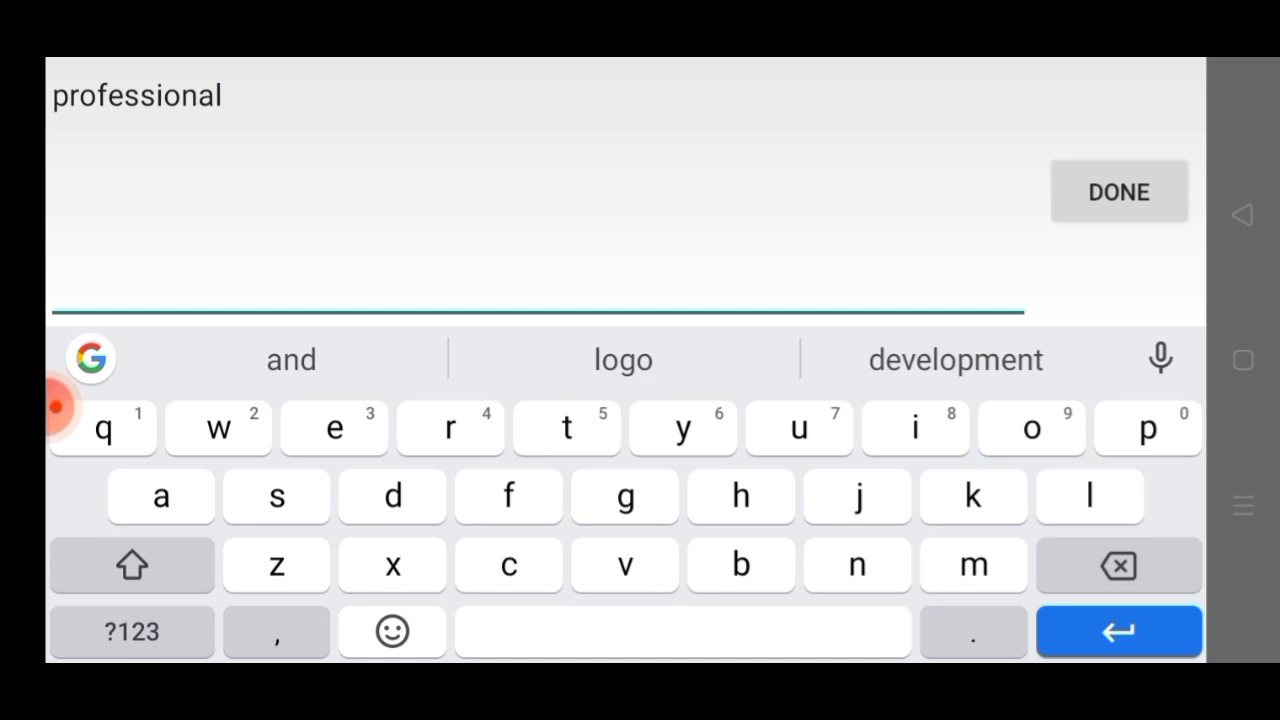 professional
DONE
and logo development
q 1 w 2 e 3 r 4 t 5 y 6 u 7 i 8 o 9 p 0
a s d f g h j k l
z x c v b n m
?123 , .